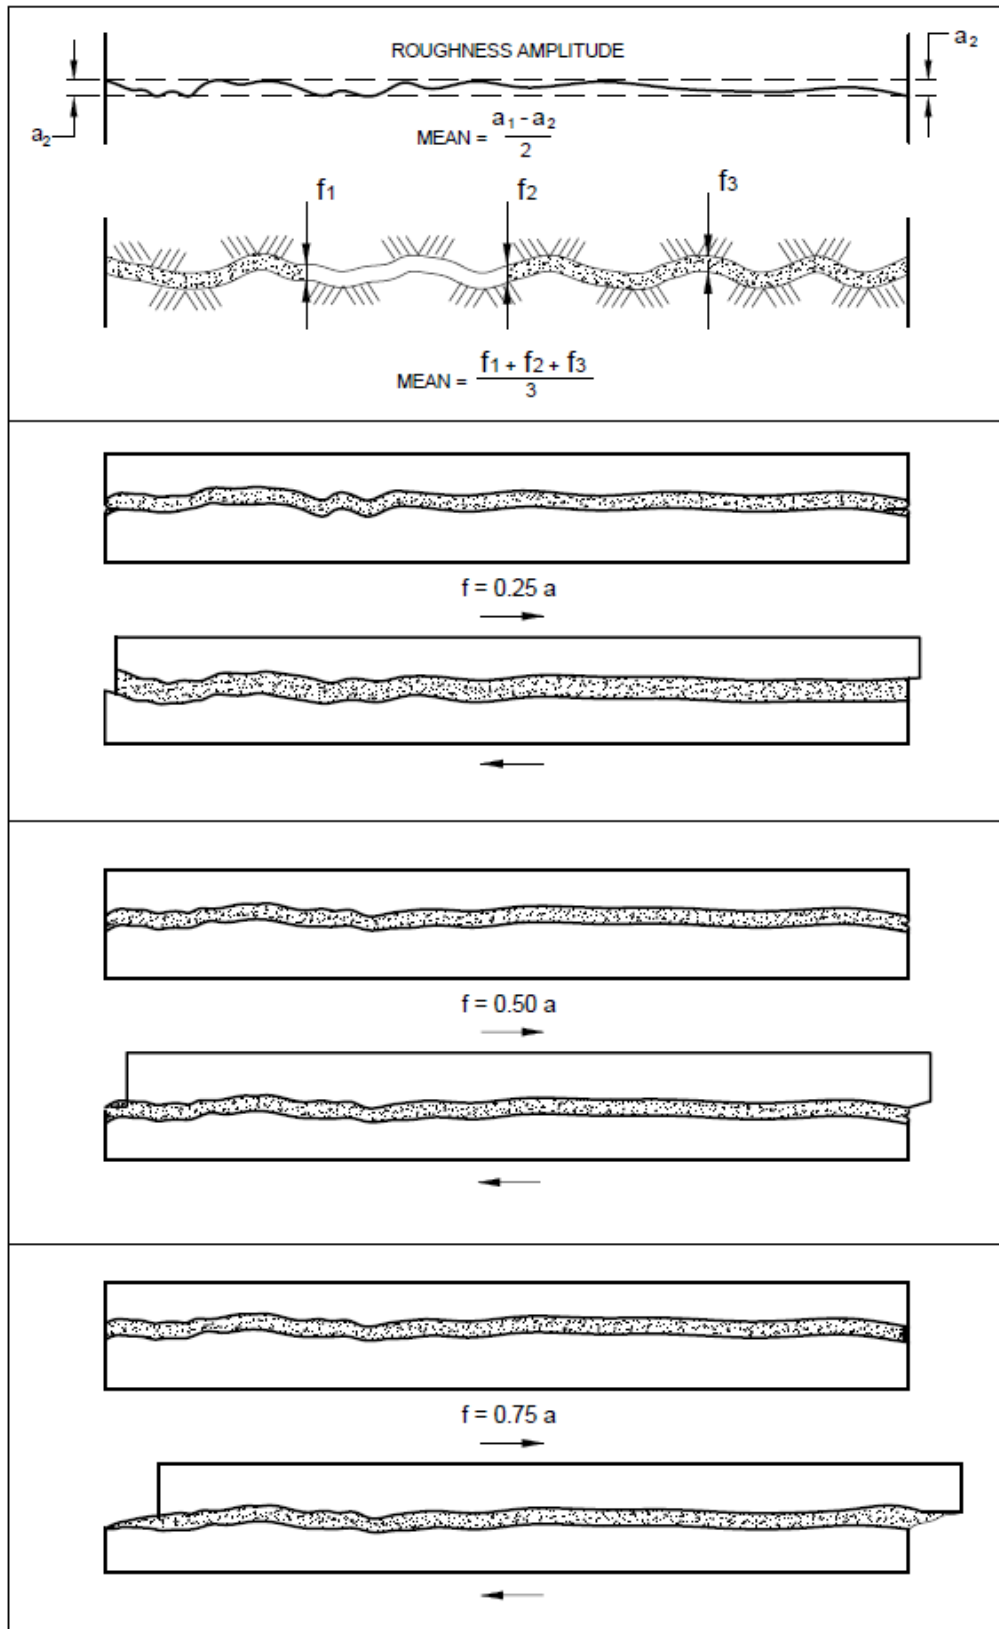 ROUGHNESS AMPLITUDE
a₂
a₂
MEAN = (a₁ - a₂)/2
f₁
f₂
f₃
MEAN = (f₁ + f₂ + f₃)/3
f = 0.25 a
f = 0.50 a
f = 0.75 a